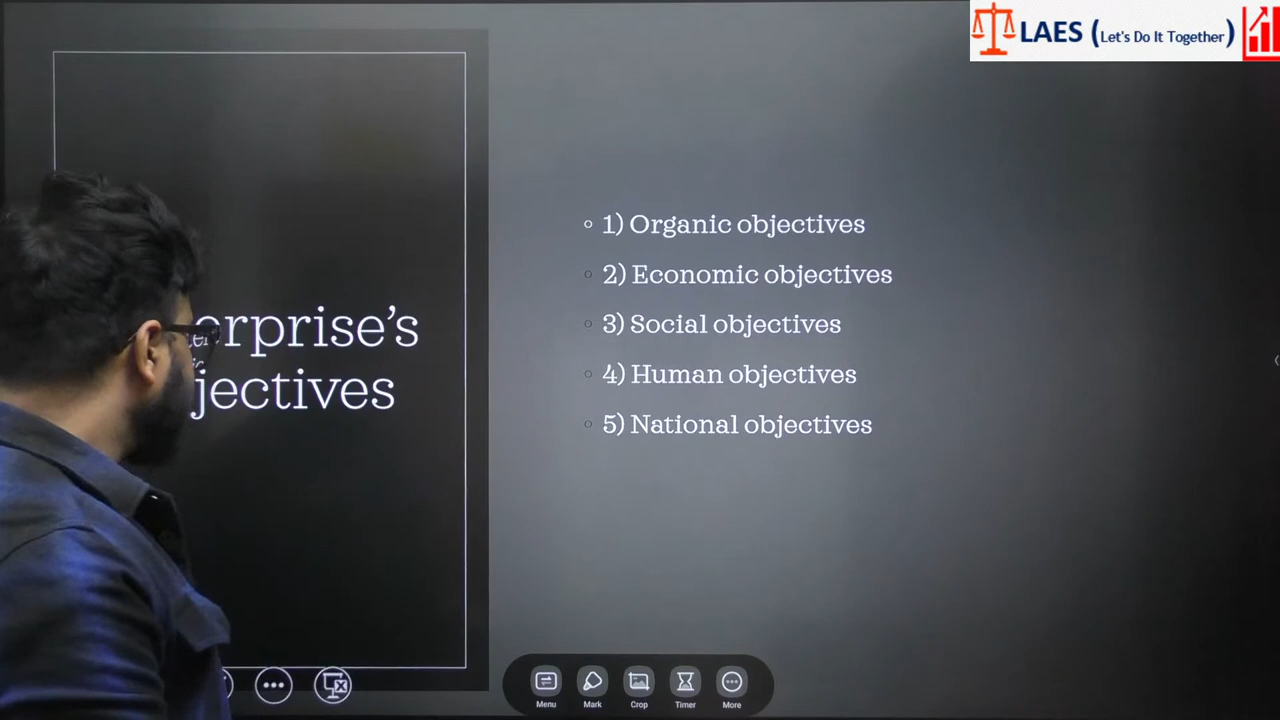 LAES (Let's Do It Together)
erprise's
jectives
1) Organic objectives
2) Economic objectives
3) Social objectives
4) Human objectives
5) National objectives
Menu Mark Crop Timer More